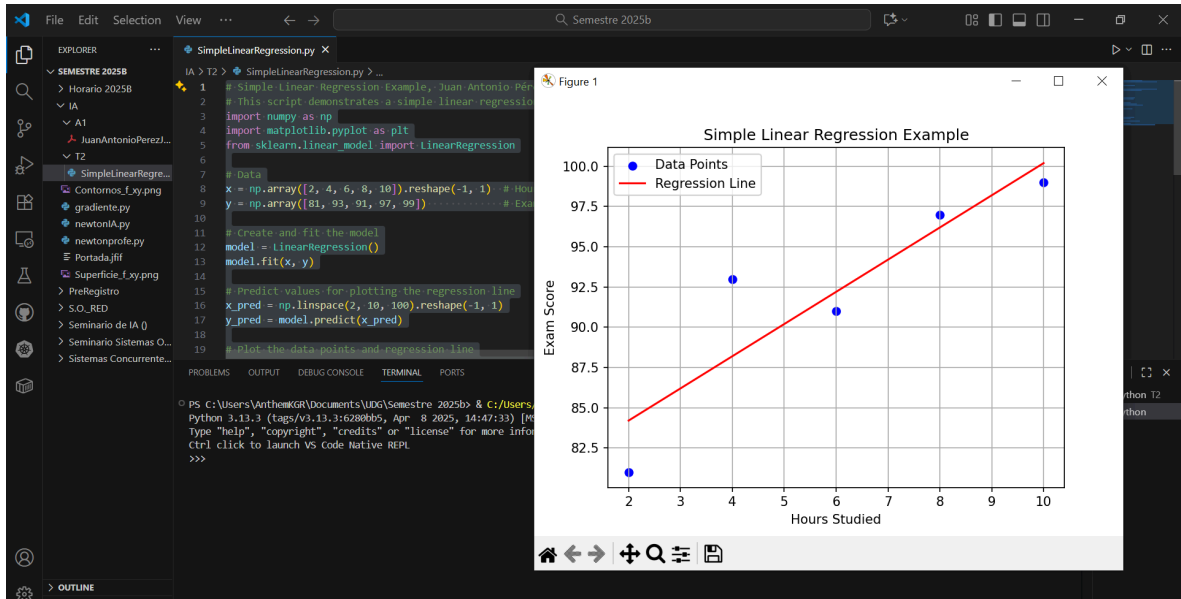 File Edit Selection View ··· Semestre 2025b
EXPLORER ···
SEMESTRE 2025B
Horario 2025B
IA
A1
JuanAntonioPerezJ...
T2
SimpleLinearRegre...
Contornos_f_xy.png
gradiente.py
newtonIA.py
newtonprofe.py
Portada.jfif
Superficie_f_xy.png
PreRegistro
S.O._RED
Seminario de IA ()
Seminario Sistemas O...
Sistemas Concurrente...
OUTLINE
SimpleLinearRegression.py
IA > T2 > SimpleLinearRegression.py > ...
1 # Simple Linear Regression Example, Juan Antonio Pér
2 # This script demonstrates a simple linear regression
3 import numpy as np
4 import matplotlib.pyplot as plt
5 from sklearn.linear_model import LinearRegression
6
7 # Data
8 x = np.array([2, 4, 6, 8, 10]).reshape(-1, 1) # Hou
9 y = np.array([81, 93, 91, 97, 99]) # Exa
10
11 # Create and fit the model
12 model = LinearRegression()
13 model.fit(x, y)
14
15 # Predict values for plotting the regression line
16 x_pred = np.linspace(2, 10, 100).reshape(-1, 1)
17 y_pred = model.predict(x_pred)
18
19 # Plot the data points and regression line
PROBLEMS OUTPUT DEBUG CONSOLE TERMINAL PORTS
PS C:\Users\AnthemKGR\Documents\UDG\Semestre 2025b> & C:/Users/
Python 3.13.3 (tags/v3.13.3:6280bb5, Apr 8 2025, 14:47:33) [MS
Type "help", "copyright", "credits" or "license" for more infor
Ctrl click to launch VS Code Native REPL
>>>
ython T2
ython
Figure 1
Simple Linear Regression Example
Data Points
Regression Line
100.0
97.5
95.0
92.5
90.0
87.5
85.0
82.5
Exam Score
2 3 4 5 6 7 8 9 10
Hours Studied